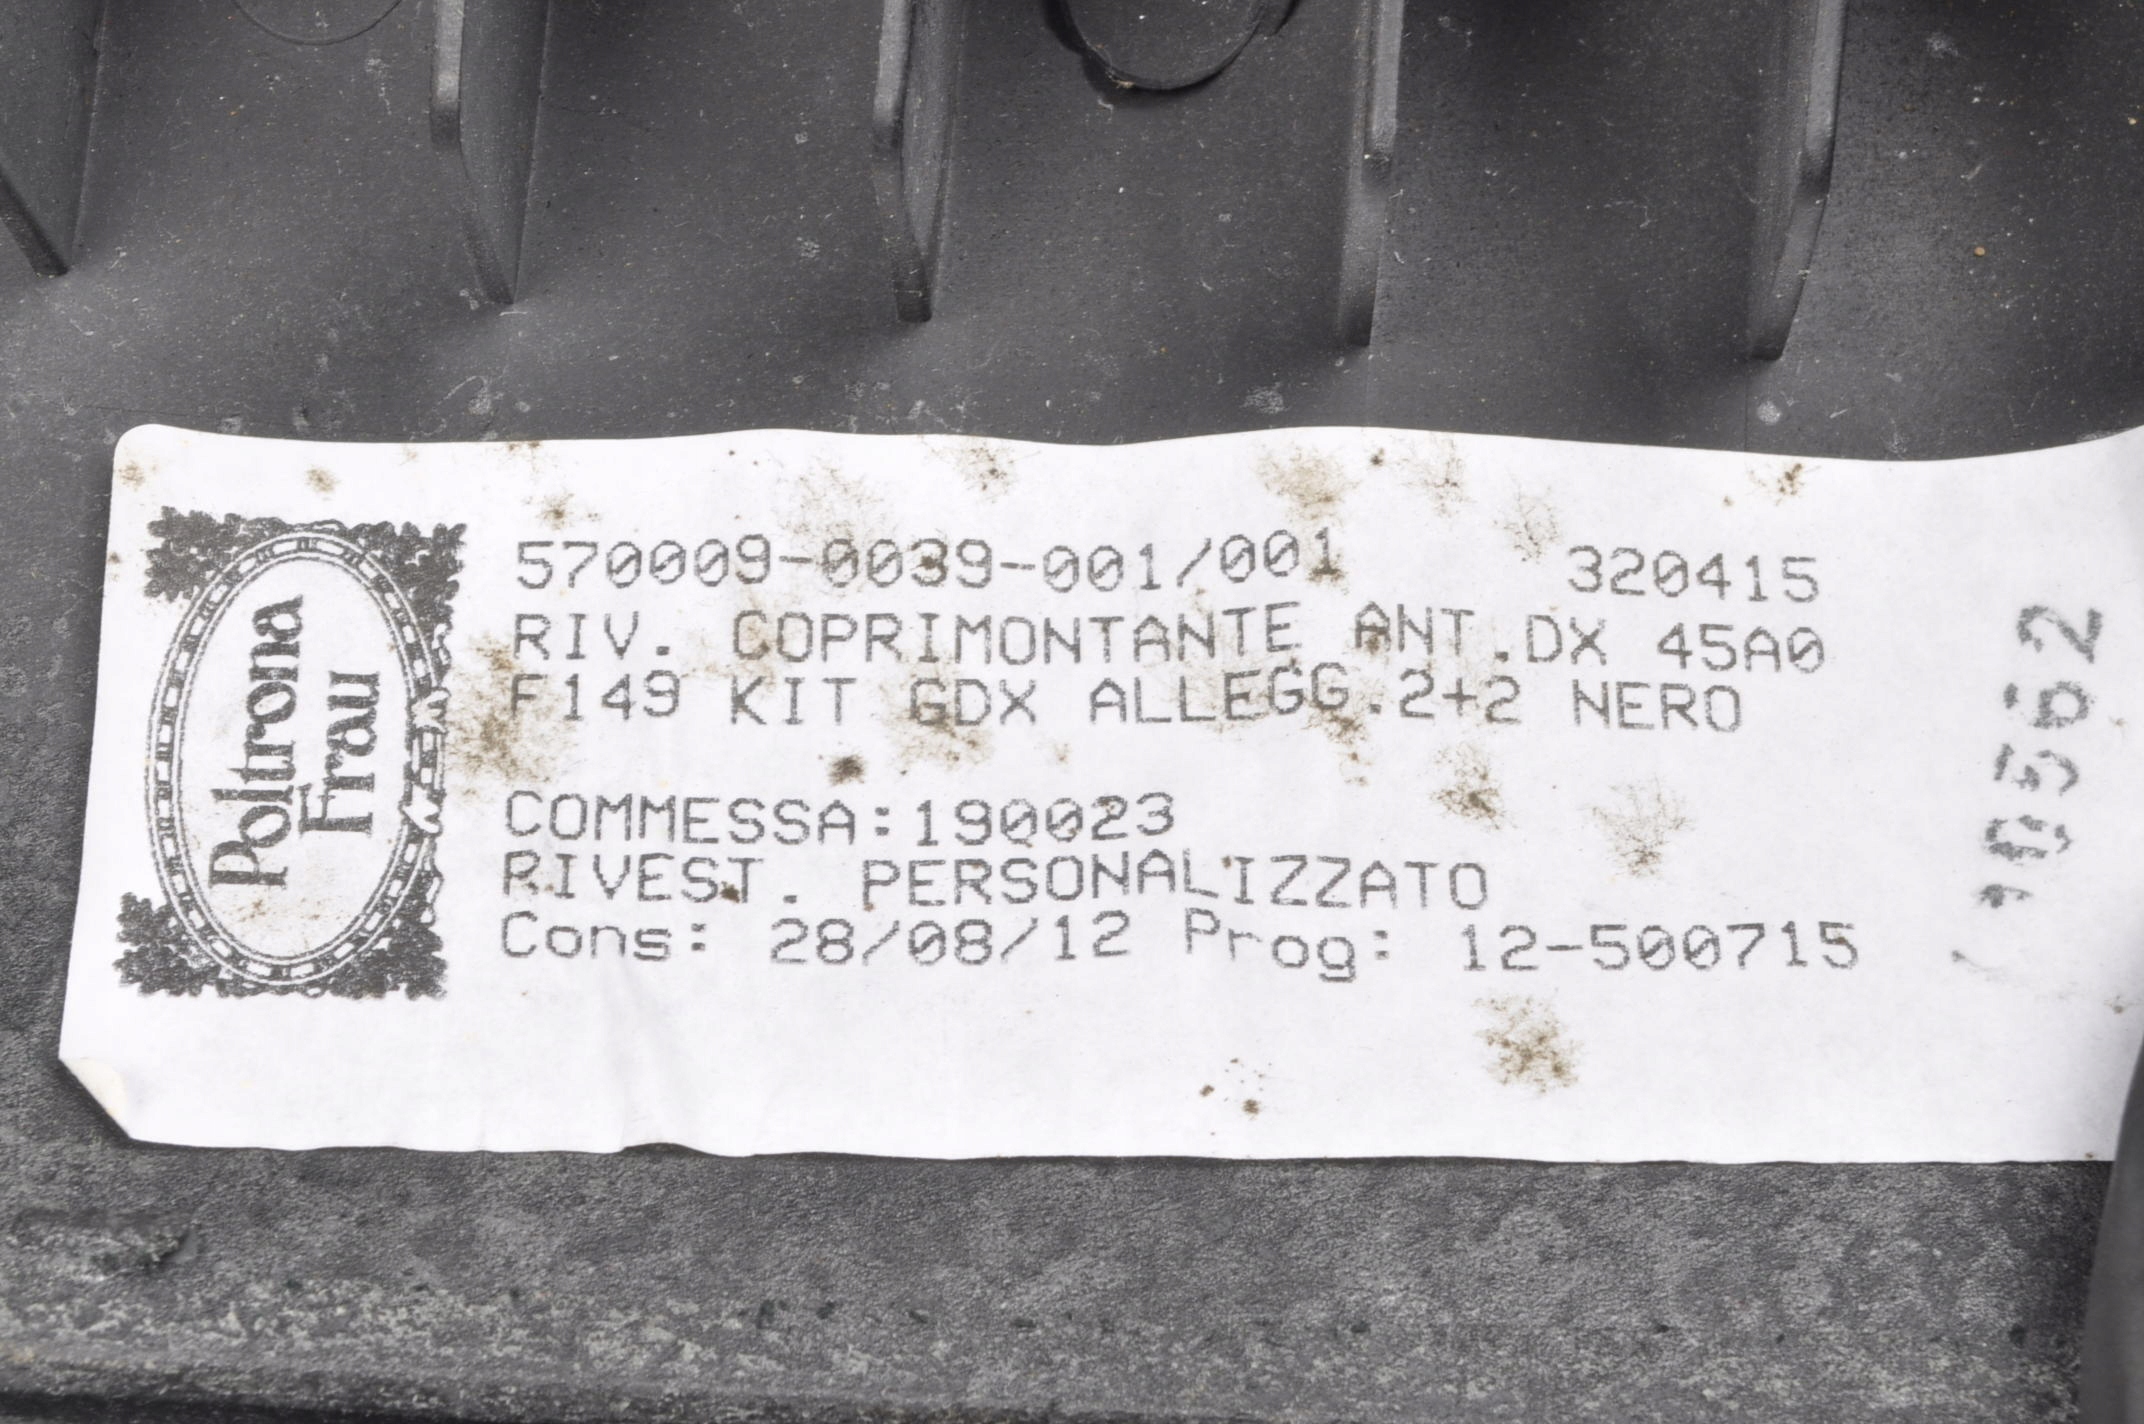 Poltrona
Frau
570009-0039-001/001 320415
RIV. COPRIMONTANTE ANT.DX 45A0
F149 KIT GDX ALLEGG.2+2 NERO
COMMESSA:190023
RIVEST. PERSONALIZZATO
Cons: 28/08/12 Prog: 12-500715